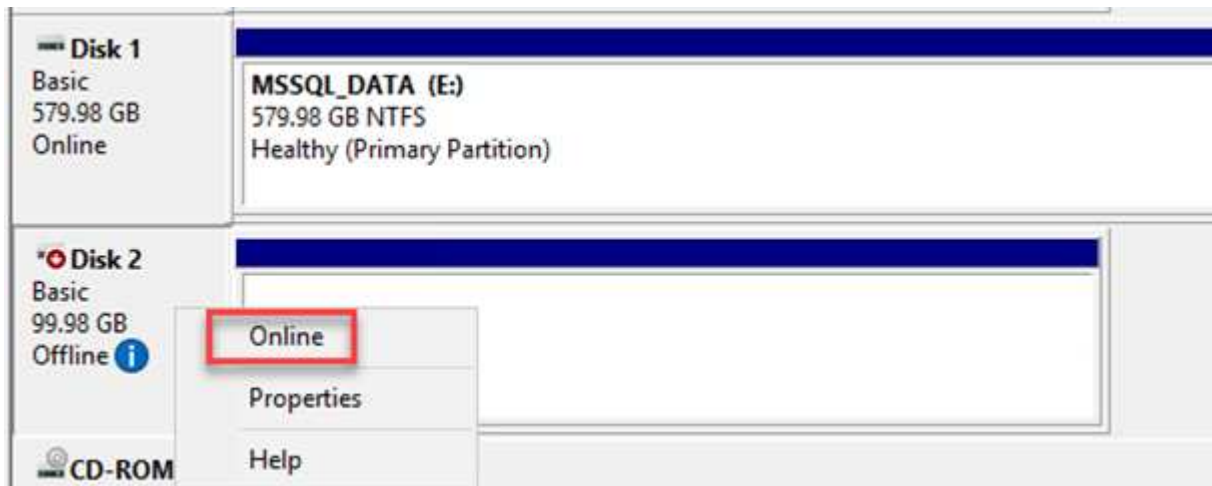 Disk 1
Basic
579.98 GB
Online
MSSQL_DATA (E:)
579.98 GB NTFS
Healthy (Primary Partition)
Disk 2
Basic
99.98 GB
Offline
Online
Properties
Help
CD-ROM